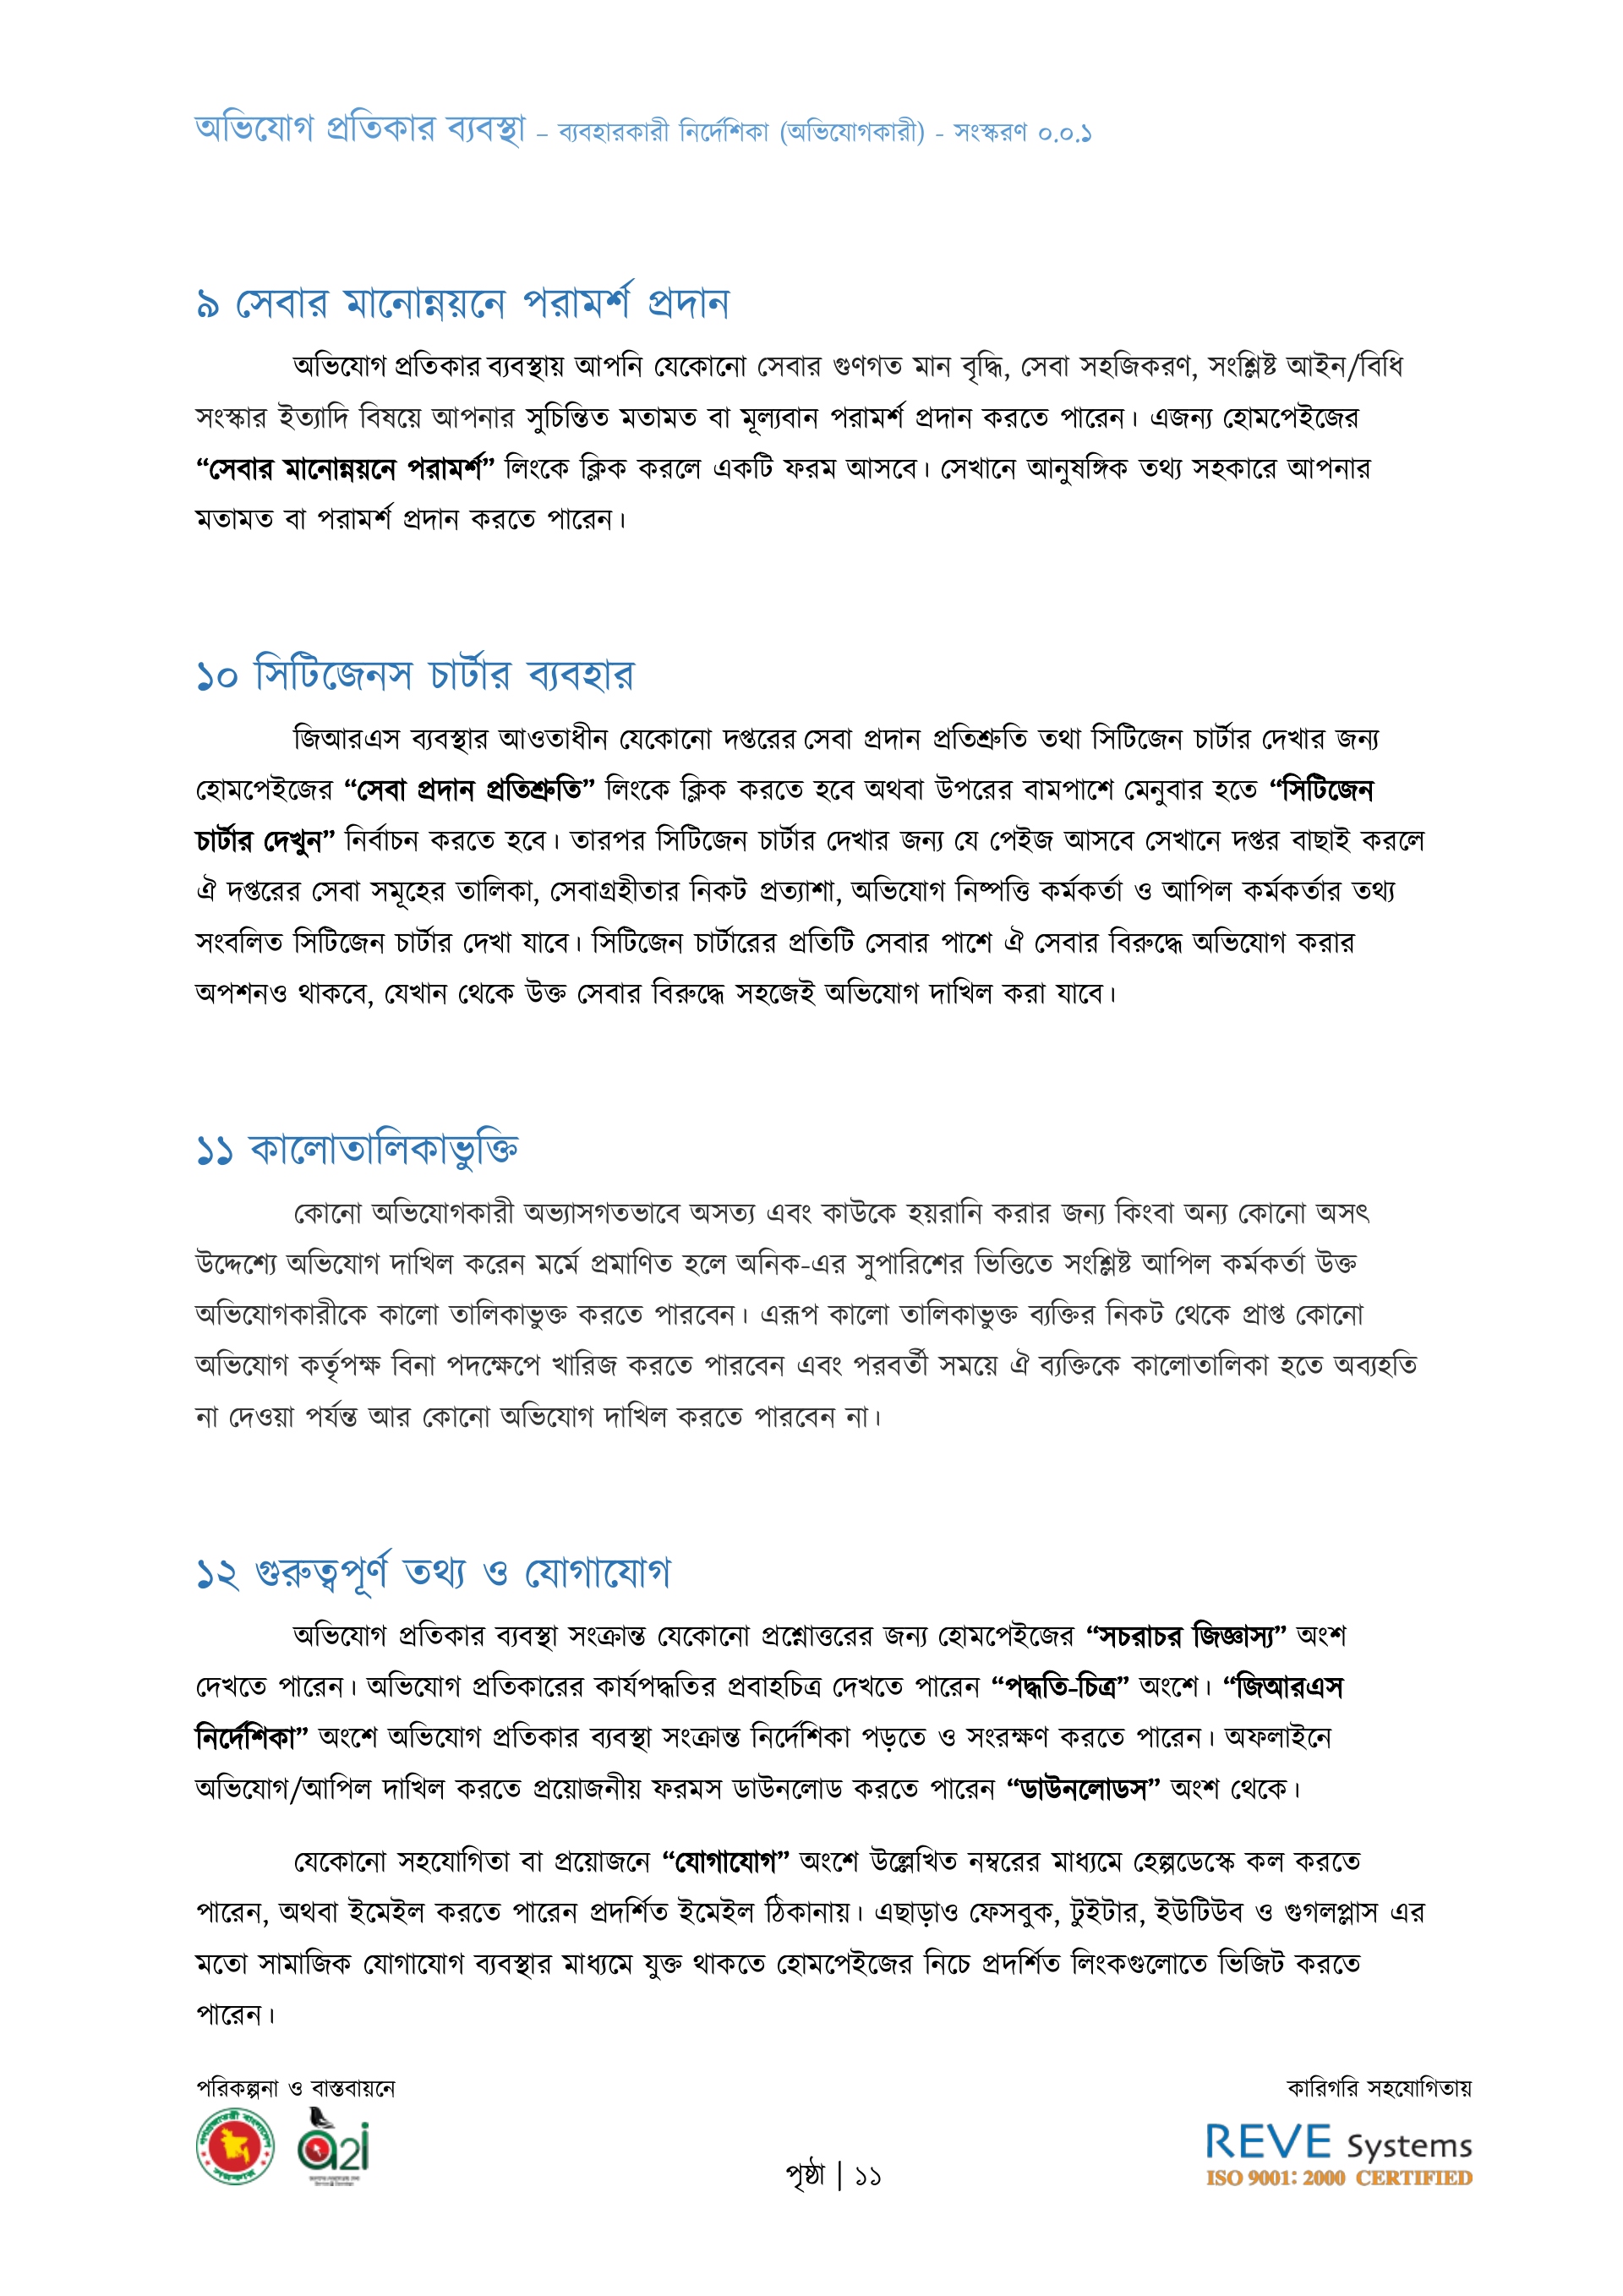 অভিযোগ প্রতিকার ব্যবস্থা – ব্যবহারকারী নির্দেশিকা (অভিযোগকারী) - সংস্করণ ০.০.১
৯ সেবার মানোন্নয়নে পরামর্শ প্রদান
অভিযোগ প্রতিকার ব্যবস্থায় আপনি যেকোনো সেবার গুণগত মান বৃদ্ধি, সেবা সহজিকরণ, সংশ্লিষ্ট আইন/বিধি
সংস্কার ইত্যাদি বিষয়ে আপনার সুচিন্তিত মতামত বা মূল্যবান পরামর্শ প্রদান করতে পারেন। এজন্য হোমপেইজের
“সেবার মানোন্নয়নে পরামর্শ” লিংকে ক্লিক করলে একটি ফরম আসবে। সেখানে আনুষঙ্গিক তথ্য সহকারে আপনার
মতামত বা পরামর্শ প্রদান করতে পারেন।
১০ সিটিজেনস চার্টার ব্যবহার
জিআরএস ব্যবস্থার আওতাধীন যেকোনো দপ্তরের সেবা প্রদান প্রতিশ্রুতি তথা সিটিজেন চার্টার দেখার জন্য
হোমপেইজের “সেবা প্রদান প্রতিশ্রুতি” লিংকে ক্লিক করতে হবে অথবা উপরের বামপাশে মেনুবার হতে “সিটিজেন
চার্টার দেখুন” নির্বাচন করতে হবে। তারপর সিটিজেন চার্টার দেখার জন্য যে পেইজ আসবে সেখানে দপ্তর বাছাই করলে
ঐ দপ্তরের সেবা সমূহের তালিকা, সেবাগ্রহীতার নিকট প্রত্যাশা, অভিযোগ নিষ্পত্তি কর্মকর্তা ও আপিল কর্মকর্তার তথ্য
সংবলিত সিটিজেন চার্টার দেখা যাবে। সিটিজেন চার্টারের প্রতিটি সেবার পাশে ঐ সেবার বিরুদ্ধে অভিযোগ করার
অপশনও থাকবে, যেখান থেকে উক্ত সেবার বিরুদ্ধে সহজেই অভিযোগ দাখিল করা যাবে।
১১ কালোতালিকাভুক্তি
কোনো অভিযোগকারী অভ্যাসগতভাবে অসত্য এবং কাউকে হয়রানি করার জন্য কিংবা অন্য কোনো অসৎ
উদ্দেশ্যে অভিযোগ দাখিল করেন মর্মে প্রমাণিত হলে অনিক-এর সুপারিশের ভিত্তিতে সংশ্লিষ্ট আপিল কর্মকর্তা উক্ত
অভিযোগকারীকে কালো তালিকাভুক্ত করতে পারবেন। এরূপ কালো তালিকাভুক্ত ব্যক্তির নিকট থেকে প্রাপ্ত কোনো
অভিযোগ কর্তৃপক্ষ বিনা পদক্ষেপে খারিজ করতে পারবেন এবং পরবর্তী সময়ে ঐ ব্যক্তিকে কালোতালিকা হতে অব্যহতি
না দেওয়া পর্যন্ত আর কোনো অভিযোগ দাখিল করতে পারবেন না।
১২ গুরুত্বপূর্ণ তথ্য ও যোগাযোগ
অভিযোগ প্রতিকার ব্যবস্থা সংক্রান্ত যেকোনো প্রশ্নোত্তরের জন্য হোমপেইজের “সচরাচর জিজ্ঞাস্য” অংশ
দেখতে পারেন। অভিযোগ প্রতিকারের কার্যপদ্ধতির প্রবাহচিত্র দেখতে পারেন “পদ্ধতি-চিত্র” অংশে। “জিআরএস
নির্দেশিকা” অংশে অভিযোগ প্রতিকার ব্যবস্থা সংক্রান্ত নির্দেশিকা পড়তে ও সংরক্ষণ করতে পারেন। অফলাইনে
অভিযোগ/আপিল দাখিল করতে প্রয়োজনীয় ফরমস ডাউনলোড করতে পারেন “ডাউনলোডস” অংশ থেকে।
যেকোনো সহযোগিতা বা প্রয়োজনে “যোগাযোগ” অংশে উল্লেখিত নম্বরের মাধ্যমে হেল্পডেস্কে কল করতে
পারেন, অথবা ইমেইল করতে পারেন প্রদর্শিত ইমেইল ঠিকানায়। এছাড়াও ফেসবুক, টুইটার, ইউটিউব ও গুগলপ্লাস এর
মতো সামাজিক যোগাযোগ ব্যবস্থার মাধ্যমে যুক্ত থাকতে হোমপেইজের নিচে প্রদর্শিত লিংকগুলোতে ভিজিট করতে
পারেন।
পরিকল্পনা ও বাস্তবায়নে
কারিগরি সহযোগিতায়
গণপ্রজাতন্ত্রী বাংলাদেশ
সরকার
a2i
REVE Systems
ISO 9001: 2000 CERTIFIED
পৃষ্ঠা | ১১